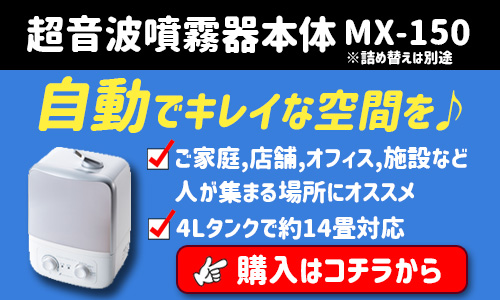 超音波噴霧器本体 MX-150
※詰め替えは別途
自動でキレイな空間を♪
ご家庭,店舗,オフィス,施設など
人が集まる場所にオススメ
4Lタンクで約14畳対応
購入はコチラから